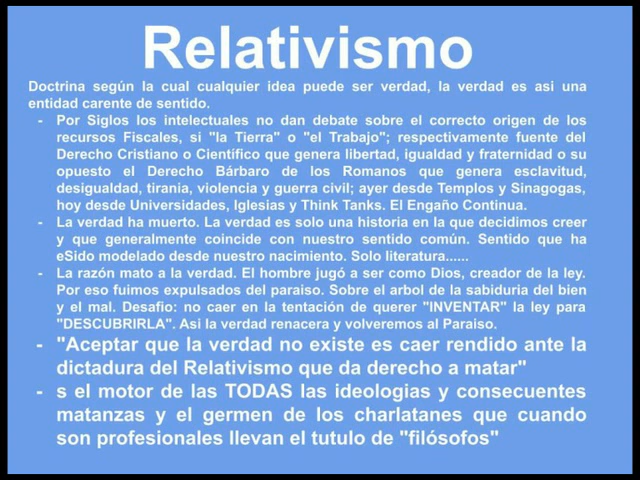 Relativismo
Doctrina según la cual cualquier idea puede ser verdad, la verdad es asi una
entidad carente de sentido.
- Por Siglos los intelectuales no dan debate sobre el correcto origen de los
recursos Fiscales, si "la Tierra" o "el Trabajo"; respectivamente fuente del
Derecho Cristiano o Científico que genera libertad, igualdad y fraternidad o su
opuesto el Derecho Bárbaro de los Romanos que genera esclavitud,
desigualdad, tirania, violencia y guerra civil; ayer desde Templos y Sinagogas,
hoy desde Universidades, Iglesias y Think Tanks. El Engaño Continua.
- La verdad ha muerto. La verdad es solo una historia en la que decidimos creer
y que generalmente coincide con nuestro sentido común. Sentido que ha
eSido modelado desde nuestro nacimiento. Solo literatura......
- La razón mato a la verdad. El hombre jugó a ser como Dios, creador de la ley.
Por eso fuimos expulsados del paraiso. Sobre el arbol de la sabiduria del bien
y el mal. Desafio: no caer en la tentación de querer "INVENTAR" la ley para
"DESCUBRIRLA". Asi la verdad renacera y volveremos al Paraiso.
- "Aceptar que la verdad no existe es caer rendido ante la
dictadura del Relativismo que da derecho a matar"
- s el motor de las TODAS las ideologias y consecuentes
matanzas y el germen de los charlatanes que cuando
son profesionales llevan el tutulo de "filósofos"